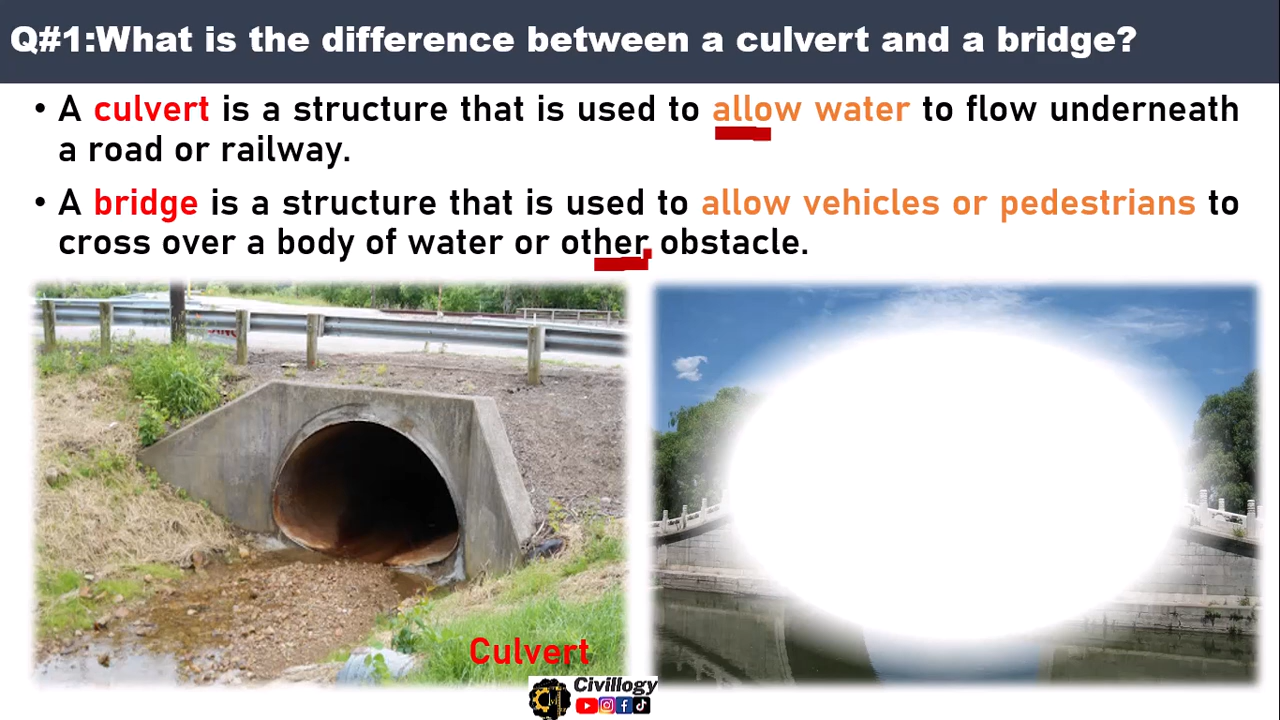 Q#1:What is the difference between a culvert and a bridge?
• A culvert is a structure that is used to allow water to flow underneath
a road or railway.
• A bridge is a structure that is used to allow vehicles or pedestrians to
cross over a body of water or other obstacle.
Culvert
Civillogy